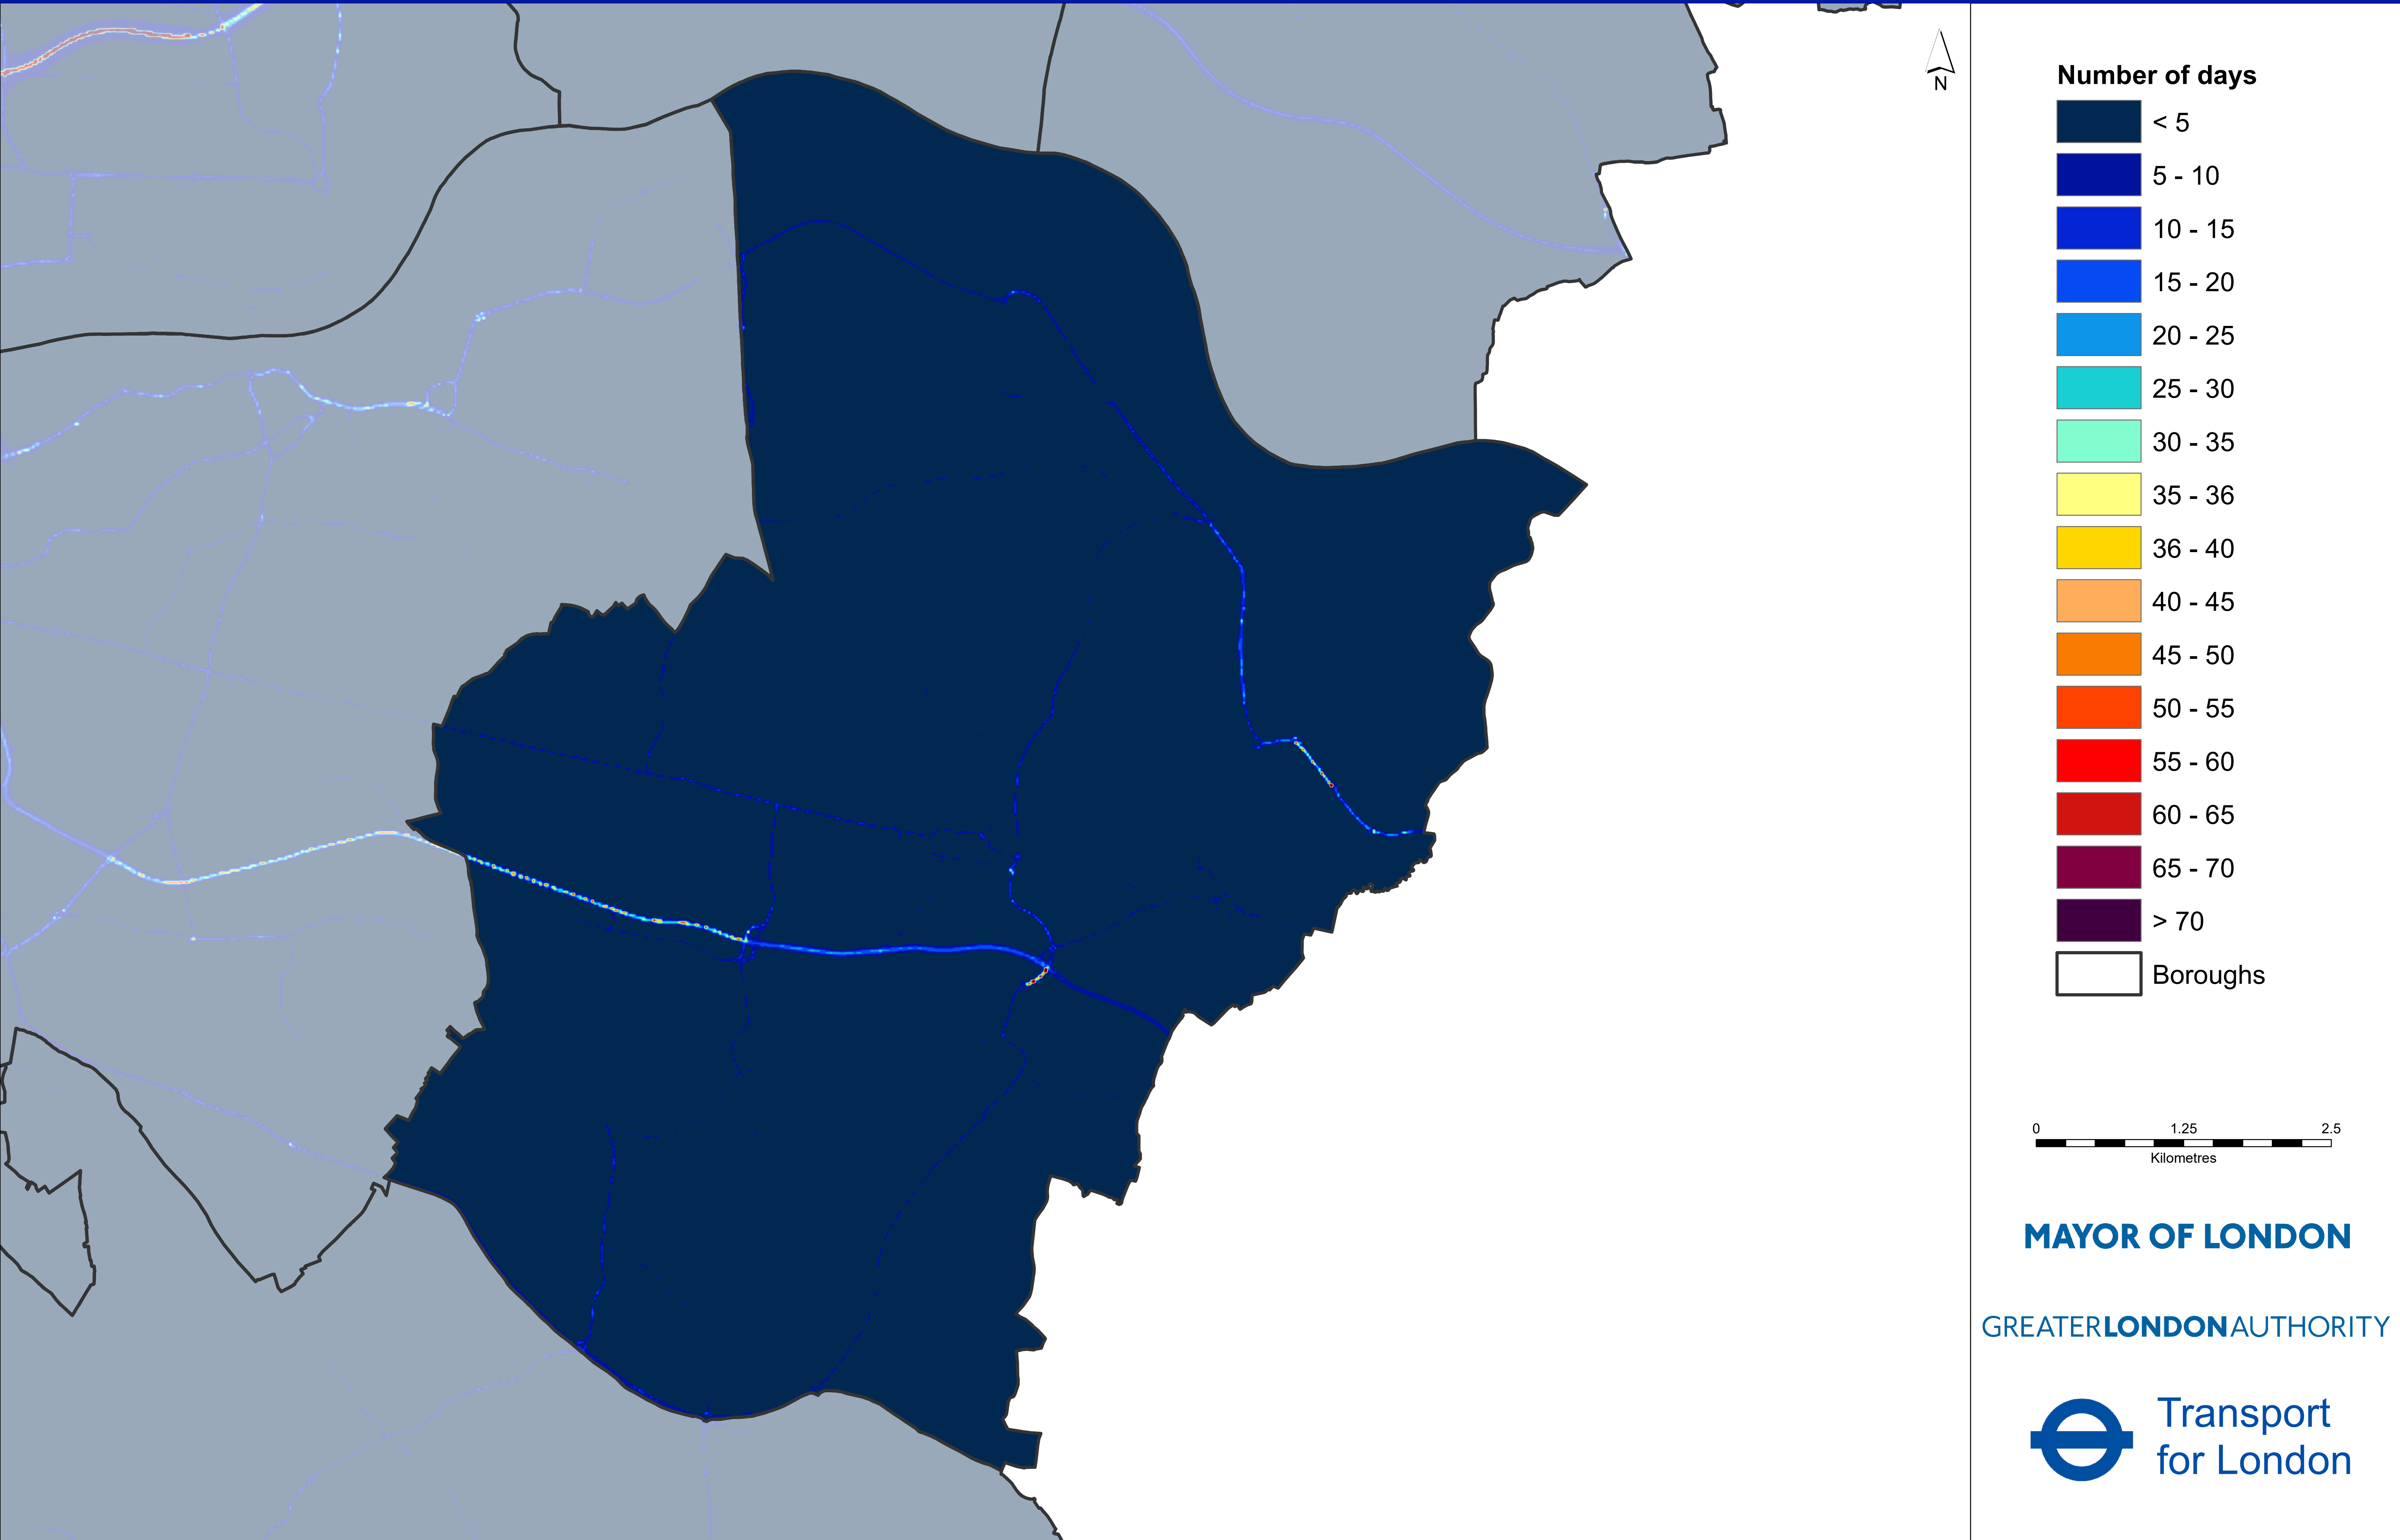 N
Number of days
< 5
5 - 10
10 - 15
15 - 20
20 - 25
25 - 30
30 - 35
35 - 36
36 - 40
40 - 45
45 - 50
50 - 55
55 - 60
60 - 65
65 - 70
> 70
Boroughs
0 1.25 2.5
Kilometres
MAYOR OF LONDON
GREATERLONDONAUTHORITY
Transport
for London